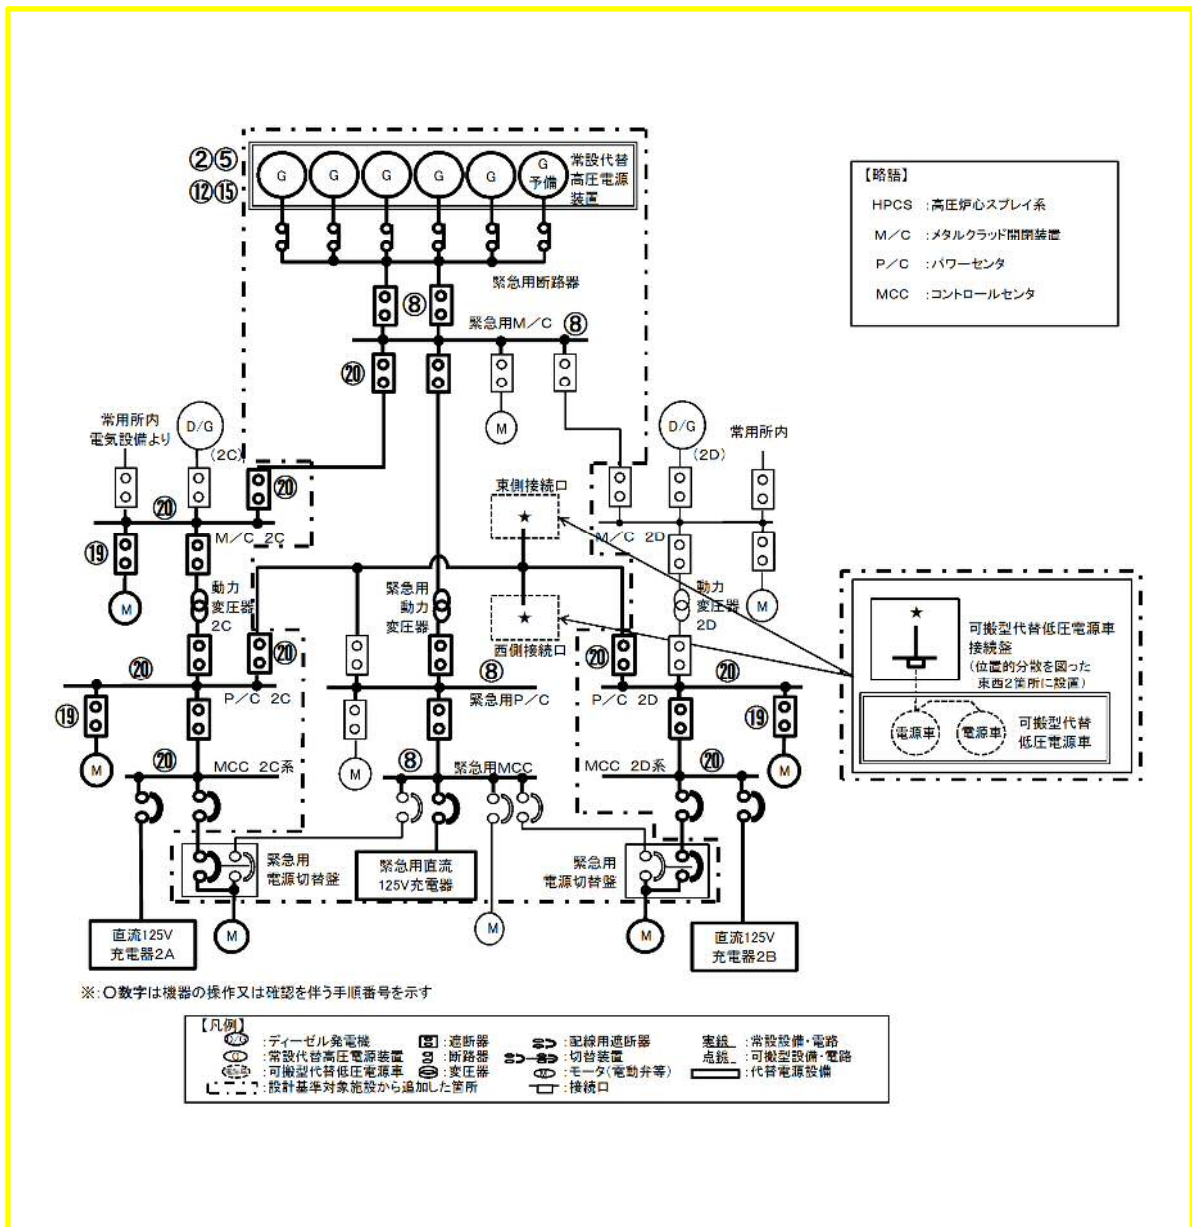 ②⑤
⑫⑮
G
G
G
G
G
G
予備
常設代替
高圧電源
装置
【略語】
HPCS :高圧炉心スプレイ系
M/C :メタルクラッド開閉装置
P/C :パワーセンタ
MCC :コントロールセンタ
緊急用断路器
⑧
緊急用M/C ⑧
⑳
M
常用所内
電気設備より
D/G
(2C)
⑳
⑳
M/C 2C
⑲
M
動力
変圧器
2C
D/G
(2D)
常用所内
M/C 2D
動力
変圧器
2D
M
東側接続口
★
★
西側接続口
緊急用
動力
変圧器
★
可搬型代替低圧電源車
接続盤
(位置的分散を図った
東西2箇所に設置)
電源車
電源車
可搬型代替
低圧電源車
⑳
⑳
P/C 2C
⑲
M
⑧
緊急用P/C
M
⑳
⑳
P/C 2D
⑲
M
⑳
MCC 2C系
⑧
緊急用MCC
MCC 2D系
⑳
緊急用
電源切替盤
緊急用直流
125V充電器
緊急用
電源切替盤
直流125V
充電器2A
M
M
M
直流125V
充電器2B
※:○数字は機器の操作又は確認を伴う手順番号を示す
【凡例】
D/G :ディーゼル発電機
:遮断器
:配線用遮断器
実線 :常設設備・電路
G :常設代替高圧電源装置
:断路器
:切替装置
点線 :可搬型設備・電路
:可搬型代替低圧電源車
:変圧器
M :モータ(電動弁等)
:代替電源設備
:設計基準対象施設から追加した箇所
:接続口